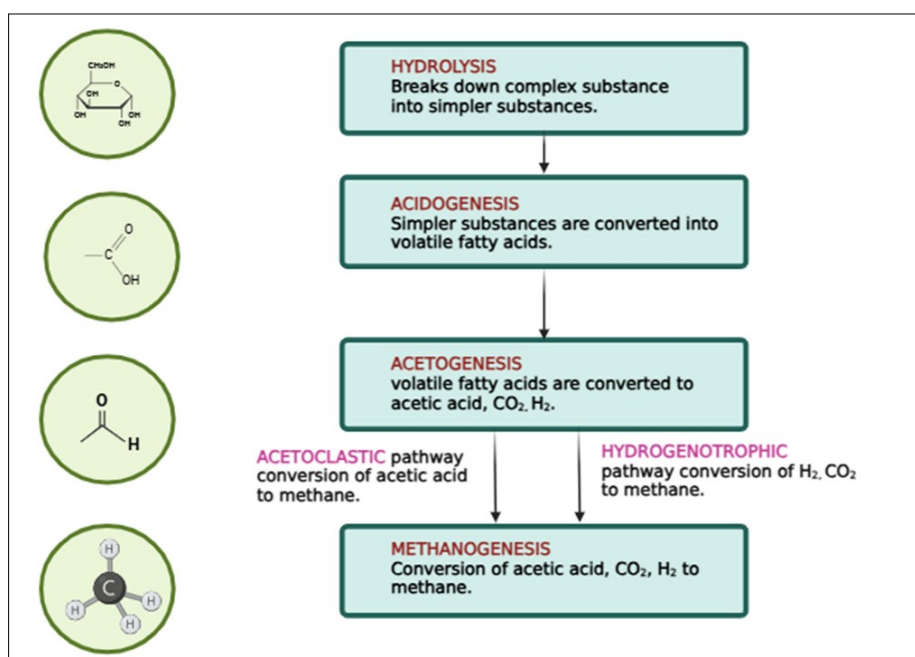 CH₂OH
O
OH
OH
OH
OH
HYDROLYSIS
Breaks down complex substance
into simpler substances.
O
C
OH
ACIDOGENESIS
Simpler substances are converted into
volatile fatty acids.
O
H
ACETOGENESIS
volatile fatty acids are converted to
acetic acid, CO₂, H₂.
ACETOCLASTIC pathway
conversion of acetic acid
to methane.
HYDROGENOTROPHIC
pathway conversion of H₂, CO₂
to methane.
H
C
H
H
H
METHANOGENESIS
Conversion of acetic acid, CO₂, H₂ to
methane.